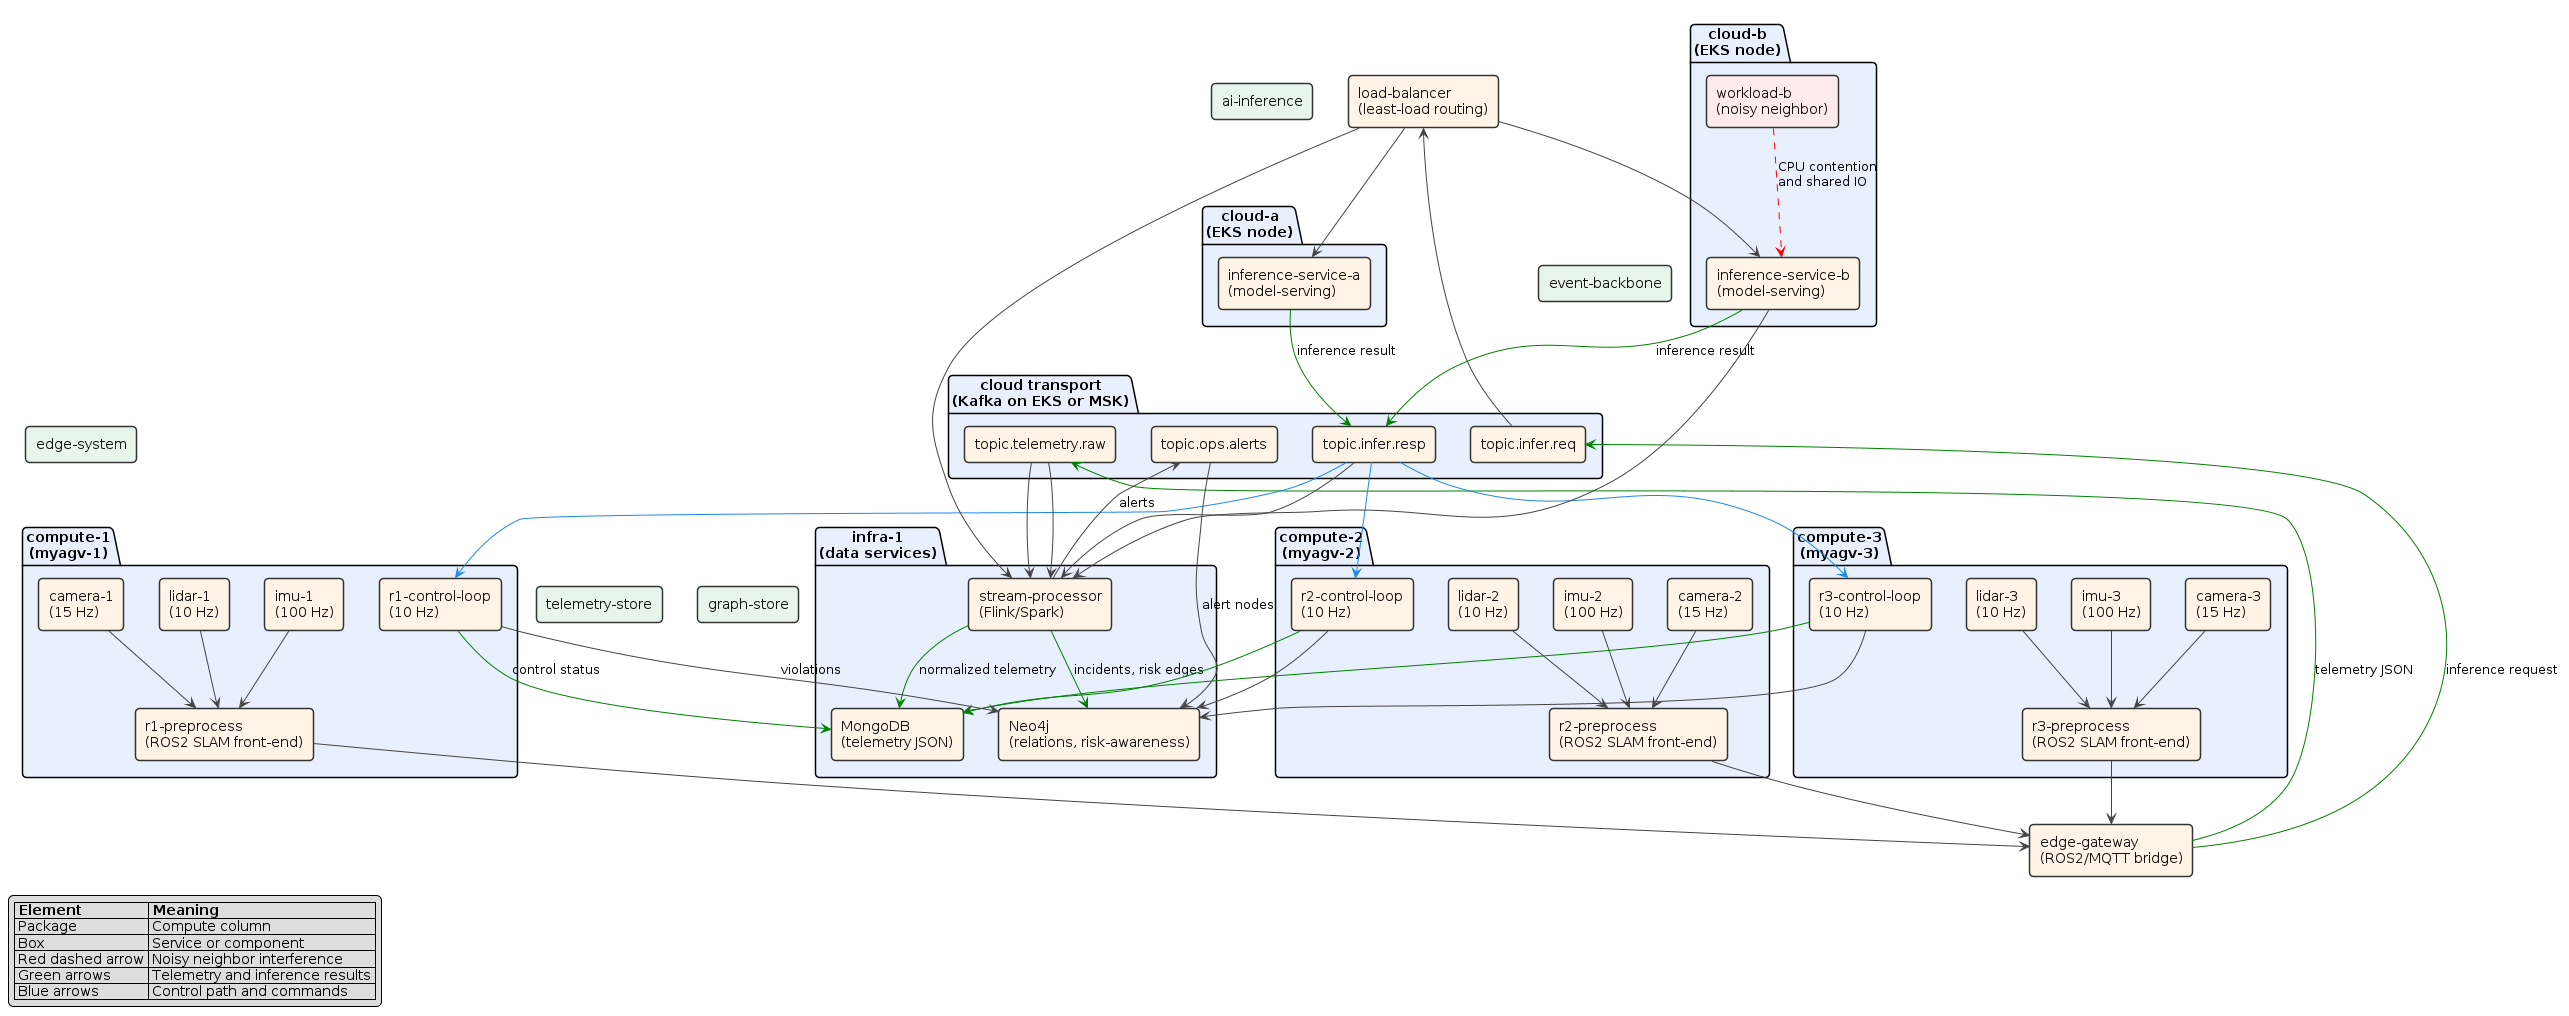 cloud-b
(EKS node)
workload-b
(noisy neighbor)
ai-inference
load-balancer
(least-load routing)
CPU contention
and shared IO
cloud-a
(EKS node)
inference-service-a
(model-serving)
event-backbone
inference-service-b
(model-serving)
inference result
inference result
cloud transport
(Kafka on EKS or MSK)
edge-system
topic.telemetry.raw
topic.ops.alerts
topic.infer.resp
topic.infer.req
alerts
compute-1
(myagv-1)
camera-1
(15 Hz)
lidar-1
(10 Hz)
imu-1
(100 Hz)
r1-control-loop
(10 Hz)
telemetry-store
graph-store
infra-1
(data services)
stream-processor
(Flink/Spark)
alert nodes
compute-2
(myagv-2)
r2-control-loop
(10 Hz)
lidar-2
(10 Hz)
imu-2
(100 Hz)
camera-2
(15 Hz)
compute-3
(myagv-3)
r3-control-loop
(10 Hz)
lidar-3
(10 Hz)
imu-3
(100 Hz)
camera-3
(15 Hz)
control status
violations
normalized telemetry
incidents, risk edges
telemetry JSON
inference request
r1-preprocess
(ROS2 SLAM front-end)
MongoDB
(telemetry JSON)
Neo4j
(relations, risk-awareness)
r2-preprocess
(ROS2 SLAM front-end)
r3-preprocess
(ROS2 SLAM front-end)
edge-gateway
(ROS2/MQTT bridge)
Element Meaning
Package Compute column
Box Service or component
Red dashed arrow Noisy neighbor interference
Green arrows Telemetry and inference results
Blue arrows Control path and commands